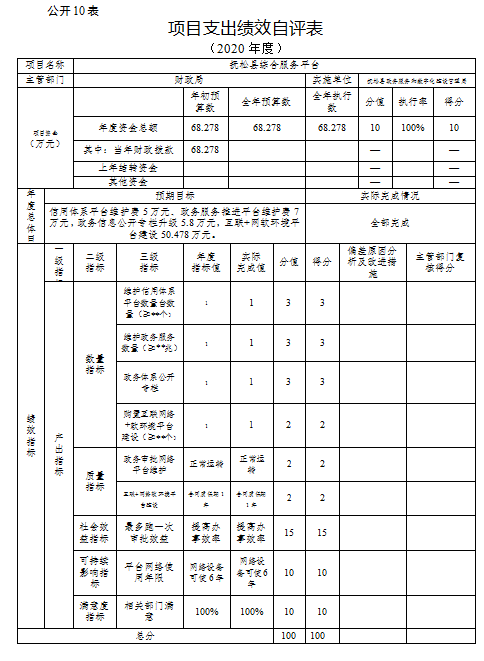 公开10表
项目支出绩效自评表
（2020 年度）
项目名称 抚松县综合服务平台
主管部门 财政局 实施单位 抚松县政务服务和数字化建设管理局
项目资金
（万元）
年初预算数 全年预算数 全年执行数 分值 执行率 得分
年度资金总额 68.278 68.278 68.278 10 100% 10
其中：当年财政拨款 68.278 — —
上年结转资金 — —
其他资金 — —
年度总体目
预期目标 实际完成情况
信用体系平台维护费 5 万元、政务服务推进平台维护费 7
万元，政务信息公开专栏升级 5.8 万元，互联+网软环境平
台建设 50.478 万元。
全部完成
绩效指标
一级指标 二级指标 三级指标 年度指标值 实际完成值 分值 得分 偏差原因分析及改进措施 主管部门复核得分
产出指标
数量指标
维护信用体系平台数量台数量（≥**个） 1 1 3 3
维护政务服务数量（≥**兆） 1 1 3 3
政务体系公开专栏 1 1 3 3
购置互联网络+软环境平台建设（≥**个） 1 1 2 2
质量指标
政务审批网络平台维护 正常运转 正常运转 2 2
互联+网络软环境平台建设 合同质保期 1 年 合同质保期 1 年 2 2
社会效益指标 最多跑一次审批效益 提高办事效率 提高办事效率 15 15
可持续影响指标 平台网络使用年限 网络设备可使 6 年 网络设备可使 6 年 10 10
满意度指标 相关部门满意 100% 100% 10 10
总分 100 100